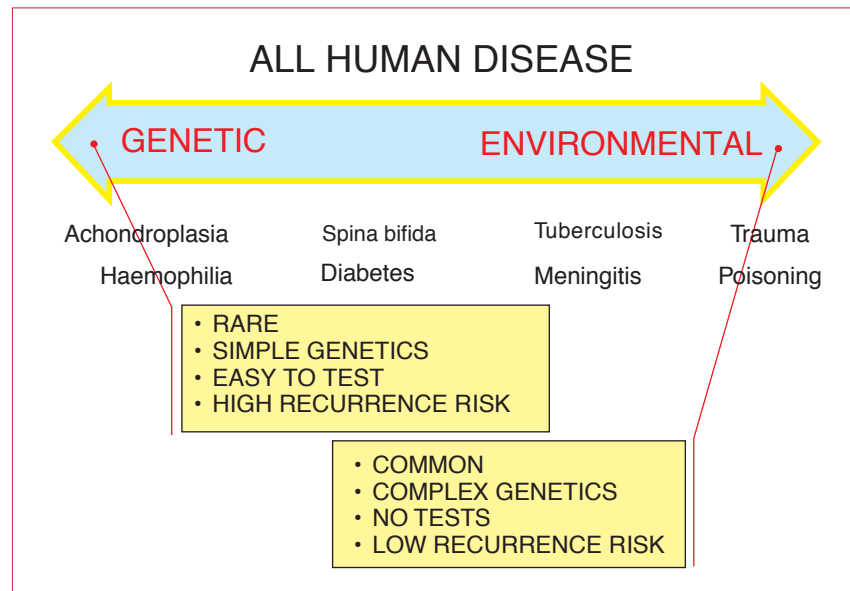 ALL HUMAN DISEASE
GENETIC ENVIRONMENTAL
Achondroplasia Spina bifida Tuberculosis Trauma
Haemophilia Diabetes Meningitis Poisoning
• RARE
• SIMPLE GENETICS
• EASY TO TEST
• HIGH RECURRENCE RISK
• COMMON
• COMPLEX GENETICS
• NO TESTS
• LOW RECURRENCE RISK